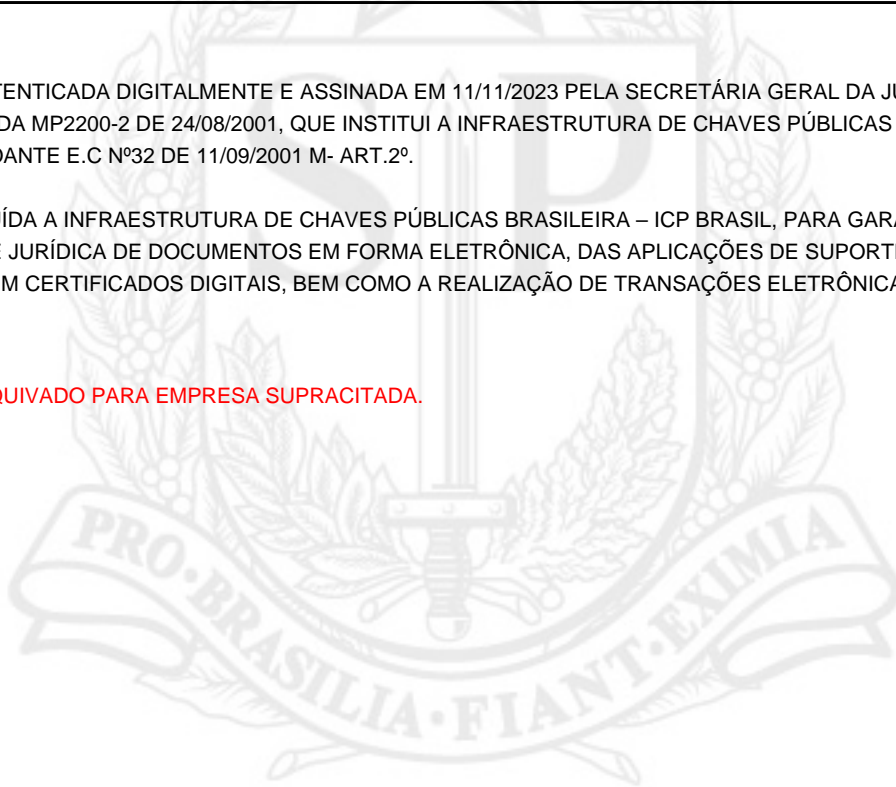 TENTICADA DIGITALMENTE E ASSINADA EM 11/11/2023 PELA SECRETÁRIA GERAL DA JU
DA MP2200-2 DE 24/08/2001, QUE INSTITUI A INFRAESTRUTURA DE CHAVES PÚBLICAS
DANTE E.C Nº32 DE 11/09/2001 M- ART.2º.
UÍDA A INFRAESTRUTURA DE CHAVES PÚBLICAS BRASILEIRA – ICP BRASIL, PARA GARA
E JURÍDICA DE DOCUMENTOS EM FORMA ELETRÔNICA, DAS APLICAÇÕES DE SUPORTE
M CERTIFICADOS DIGITAIS, BEM COMO A REALIZAÇÃO DE TRANSAÇÕES ELETRÔNICA
QUIVADO PARA EMPRESA SUPRACITADA.
SP
PRO·BRASILIA·FIANT·EXIMIA